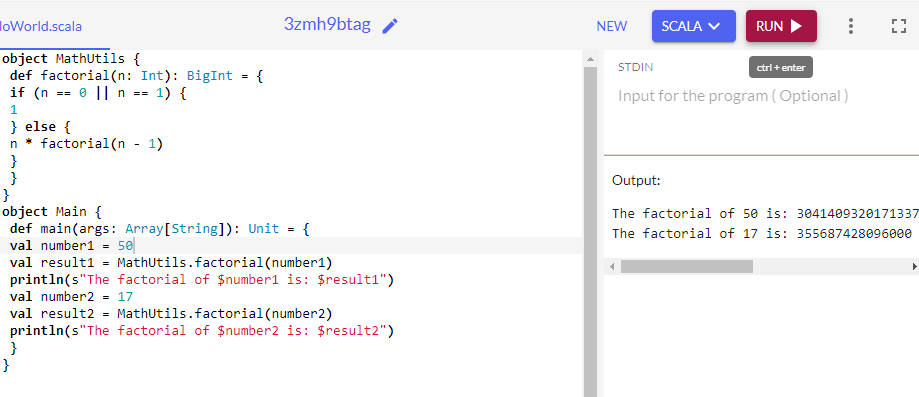 loWorld.scala
3zmh9btag
NEW
SCALA
RUN
ctrl + enter
object MathUtils {
def factorial(n: Int): BigInt = {
if (n == 0 || n == 1) {
1
} else {
n * factorial(n - 1)
}
}
}
object Main {
def main(args: Array[String]): Unit = {
val number1 = 50
val result1 = MathUtils.factorial(number1)
println(s"The factorial of $number1 is: $result1")
val number2 = 17
val result2 = MathUtils.factorial(number2)
println(s"The factorial of $number2 is: $result2")
}
}
STDIN
Input for the program ( Optional )
Output:
The factorial of 50 is: 3041409320171337
The factorial of 17 is: 355687428096000